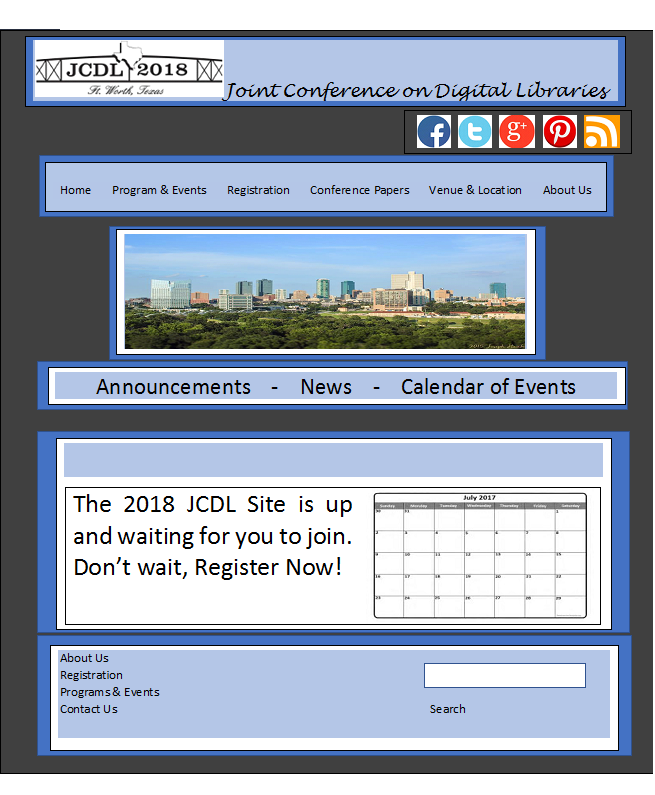 JCDL 2018
Ft. Worth, Texas
Joint Conference on Digital Libraries
f t g+ P
Home Program & Events Registration Conference Papers Venue & Location About Us
Announcements - News - Calendar of Events
The 2018 JCDL Site is up
and waiting for you to join.
Don't wait, Register Now!
July 2017
Sunday Monday Tuesday Wednesday Thursday Friday Saturday
30 31 1
2 3 4 5 6 7 8
9 10 11 12 13 14 15
16 17 18 19 20 21 22
23 24 25 26 27 28 29
About Us
Registration
Programs & Events
Contact Us
Search